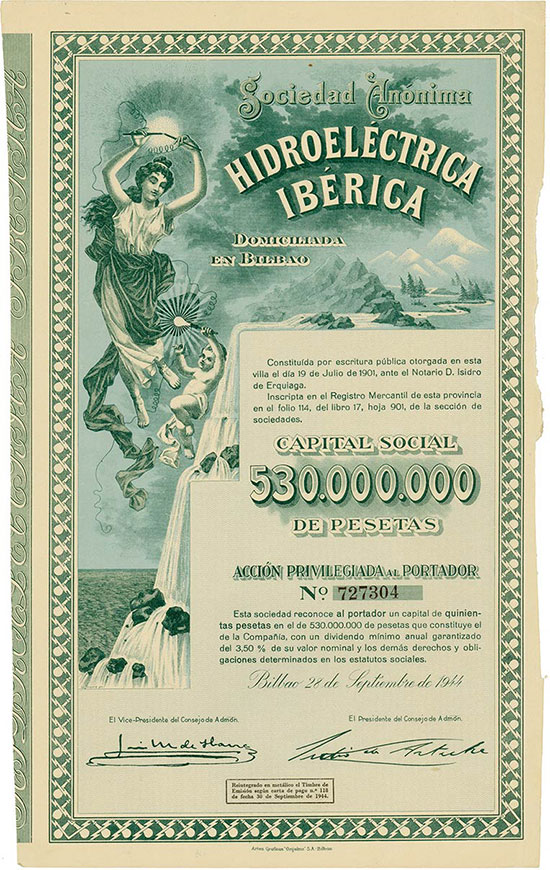 Sociedad Anónima
HIDROELÉCTRICA
IBÉRICA
DOMICILIADA
EN BILBAO
Constituída por escritura pública otorgada en esta
villa el día 19 de Julio de 1901, ante el Notario D. Isidro
de Erquiaga.
Inscripta en el Registro Mercantil de esta provincia
en el folio 114, del libro 17, hoja 901, de la sección de
sociedades.
CAPITAL SOCIAL
530.000.000
DE PESETAS
ACCIÓN PRIVILEGIADA AL PORTADOR
Nº 727304
Esta sociedad reconoce al portador un capital de quinien-
tas pesetas en el de 530.000.000 de pesetas que constituye el
de la Compañía, con un dividendo mínimo anual garantizado
del 3,50 % de su valor nominal y los demás derechos y obli-
gaciones determinados en los estatutos sociales.
Bilbao 28 de Septiembre de 1944
El Vice-Presidente del Consejo de Admón.
El Presidente del Consejo de Admón.
Reintegrado en metálico el Timbre de
Emisión según carta de pago n.º 118
de fecha 30 de Septiembre de 1944.
Artes Gráficas "Grijelmo" S.A. Bilbao